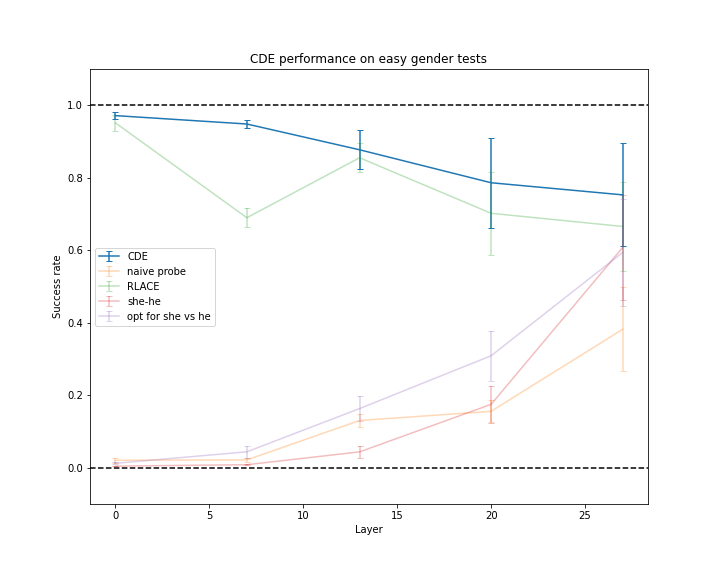 CDE performance on easy gender tests
1.0
0.8
0.6
0.4
0.2
0.0
Success rate
CDE
naive probe
RLACE
she-he
opt for she vs he
0
5
10
15
20
25
Layer